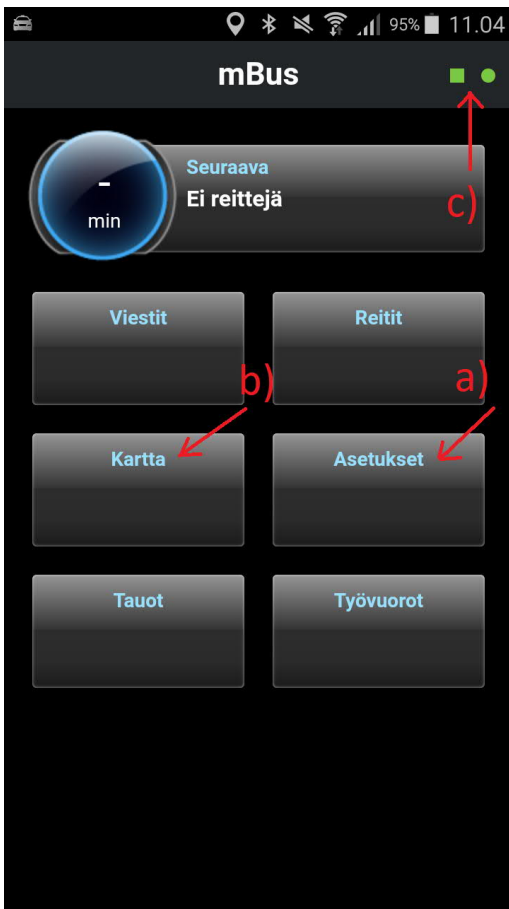 95% 11.04
mBus
c)
Seuraava
Ei reittejä
-
min
Viestit
Reitit
b)
a)
Kartta
Asetukset
Tauot
Työvuorot